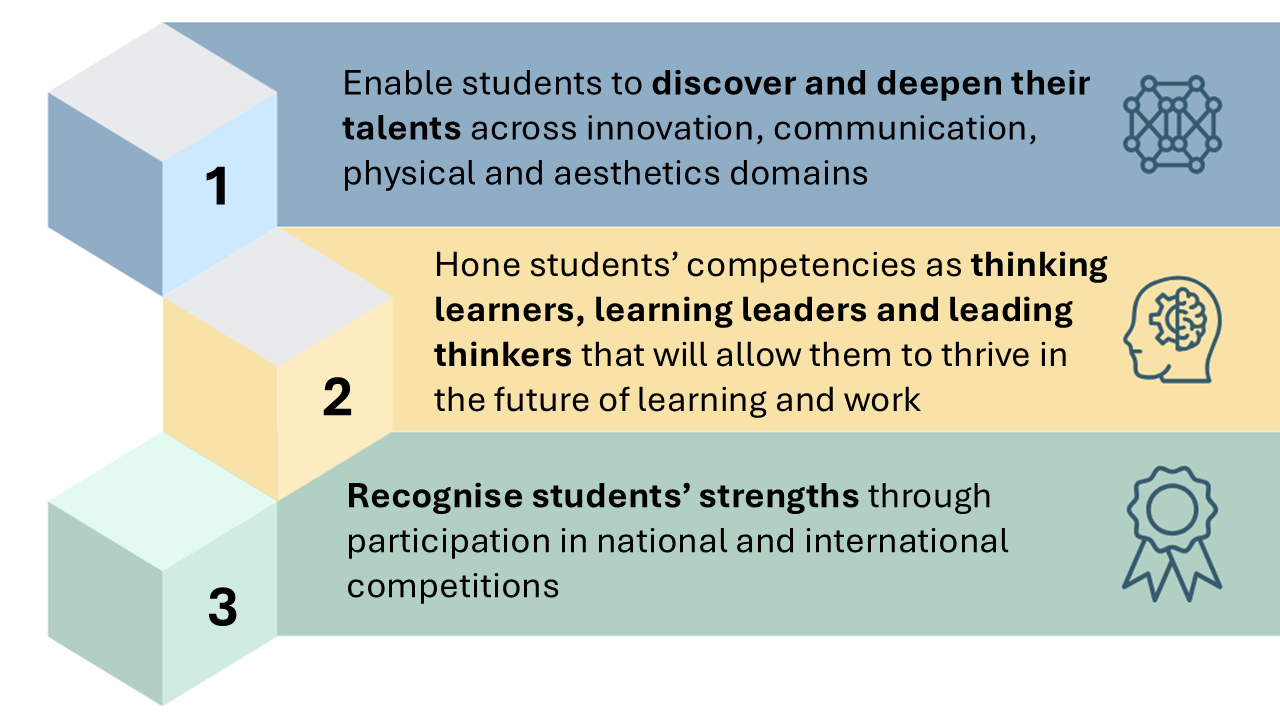 1
Enable students to discover and deepen their
talents across innovation, communication,
physical and aesthetics domains
2
Hone students’ competencies as thinking
learners, learning leaders and leading
thinkers that will allow them to thrive in
the future of learning and work
3
Recognise students’ strengths through
participation in national and international
competitions